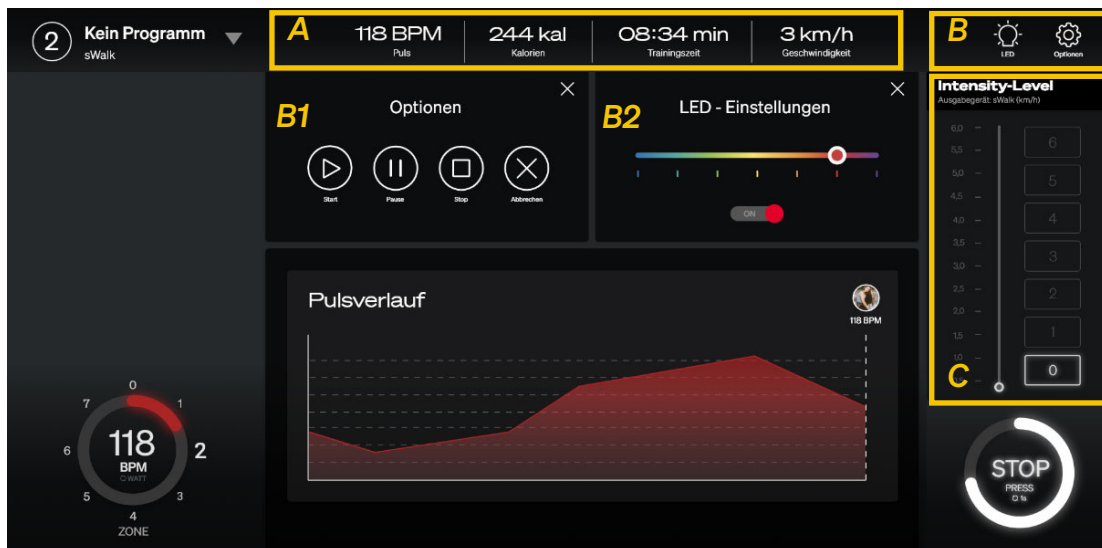 2
Kein Programm
sWalk
A
118 BPM
Puls
244 kal
Kalorien
08:34 min
Trainingszeit
3 km/h
Geschwindigkeit
B
LED
Optionen
B1
Optionen
Start
Pause
Stop
Abbrechen
B2
LED - Einstellungen
ON
Intensity-Level
Ausgabegerät: sWalk (km/h)
6,0
5,5
5,0
4,5
4,0
3,5
3,0
2,5
2,0
1,5
1,0
6
5
4
3
2
1
0
C
Pulsverlauf
118 BPM
0
1
2
3
4
5
6
7
118
BPM
0 WATT
ZONE
STOP
PRESS
1s